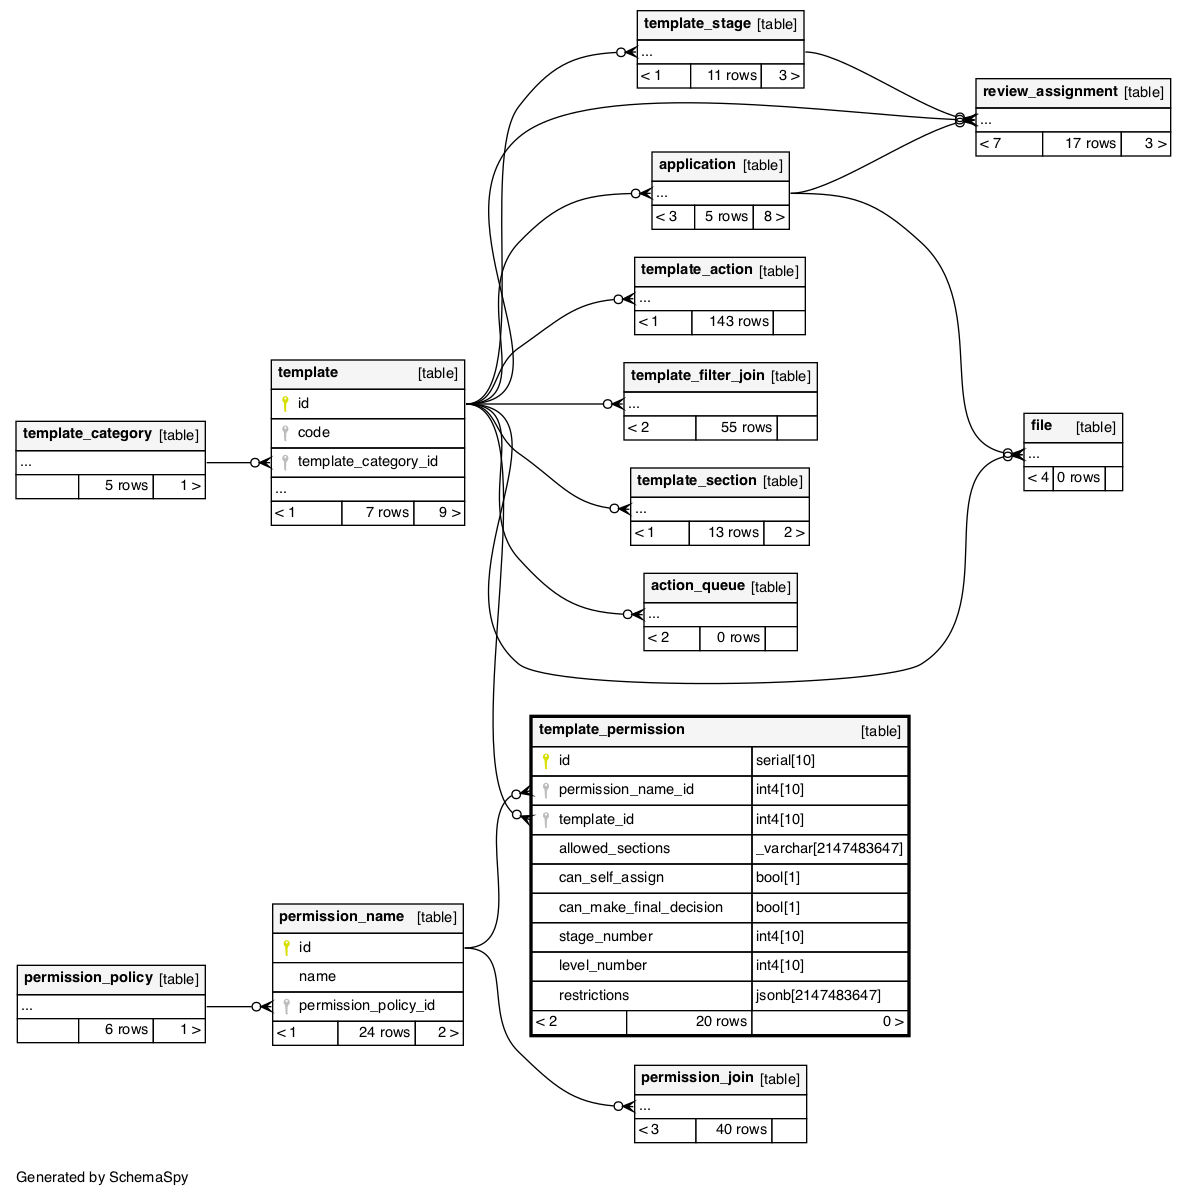 template_stage [table]
...
< 1 11 rows 3 >
review_assignment [table]
...
< 7 17 rows 3 >
application [table]
...
< 3 5 rows 8 >
template_action [table]
...
< 1 143 rows
template [table]
id
code
template_category_id
...
< 1 7 rows 9 >
template_filter_join [table]
...
< 2 55 rows
template_category [table]
...
5 rows 1 >
file [table]
...
< 4 0 rows
template_section [table]
...
< 1 13 rows 2 >
action_queue [table]
...
< 2 0 rows
template_permission [table]
id serial[10]
permission_name_id int4[10]
template_id int4[10]
allowed_sections _varchar[2147483647]
can_self_assign bool[1]
can_make_final_decision bool[1]
stage_number int4[10]
level_number int4[10]
restrictions jsonb[2147483647]
< 2 20 rows 0 >
permission_name [table]
id
name
permission_policy_id
< 1 24 rows 2 >
permission_policy [table]
...
6 rows 1 >
permission_join [table]
...
< 3 40 rows
Generated by SchemaSpy